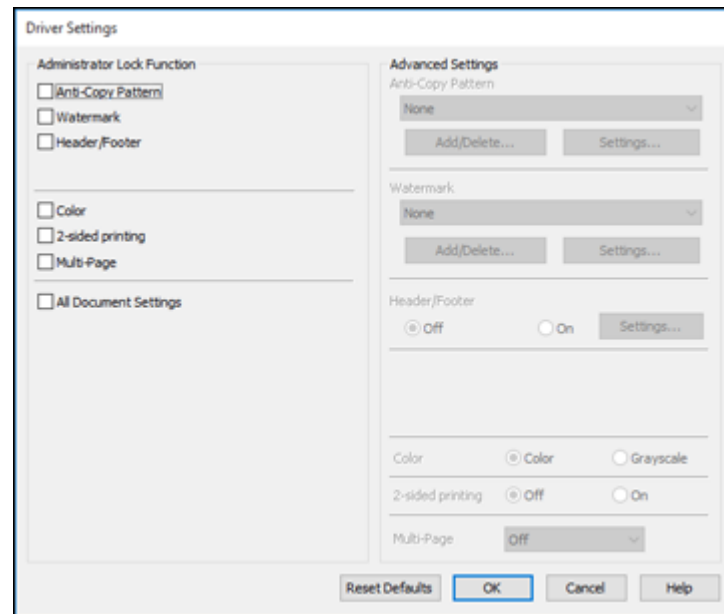 Driver Settings
Administrator Lock Function
Anti-Copy Pattern
Watermark
Header/Footer
Color
2-sided printing
Multi-Page
All Document Settings
Advanced Settings
Anti-Copy Pattern
None
Add/Delete... Settings...
Watermark
None
Add/Delete... Settings...
Header/Footer
Off On Settings...
Color Color Grayscale
2-sided printing Off On
Multi-Page Off
Reset Defaults OK Cancel Help